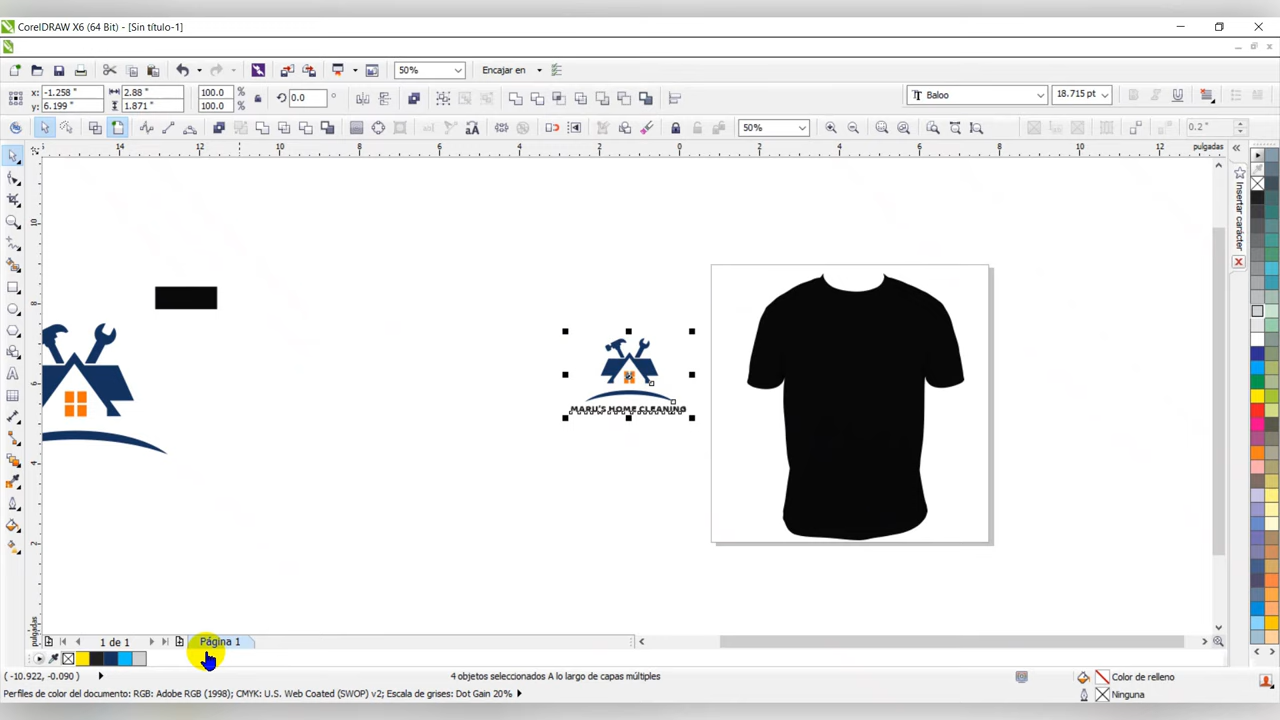 CorelDRAW X6 (64 Bit) - [Sin título-1]
50% Encajar en
x: -1.258 " 2.88 " 100.0 % 0.0 ° Baloo 18.715 pt
y: 6.199 " 1.871 " 100.0 %
50% 0.2 "
14 12 4 2 0 2 4 6 8 10 12 pulgadas
10
8
6
4
2
pulgadas
Insertar carácter
MARU'S HOME CLEANING
1 de 1 Página 1
( -10.922, -0.090 ) 4 objetos seleccionados A lo largo de capas múltiples Color de relleno
Perfiles de color del documento: RGB: Adobe RGB (1998); CMYK: U.S. Web Coated (SWOP) v2; Escala de grises: Dot Gain 20% Ninguna